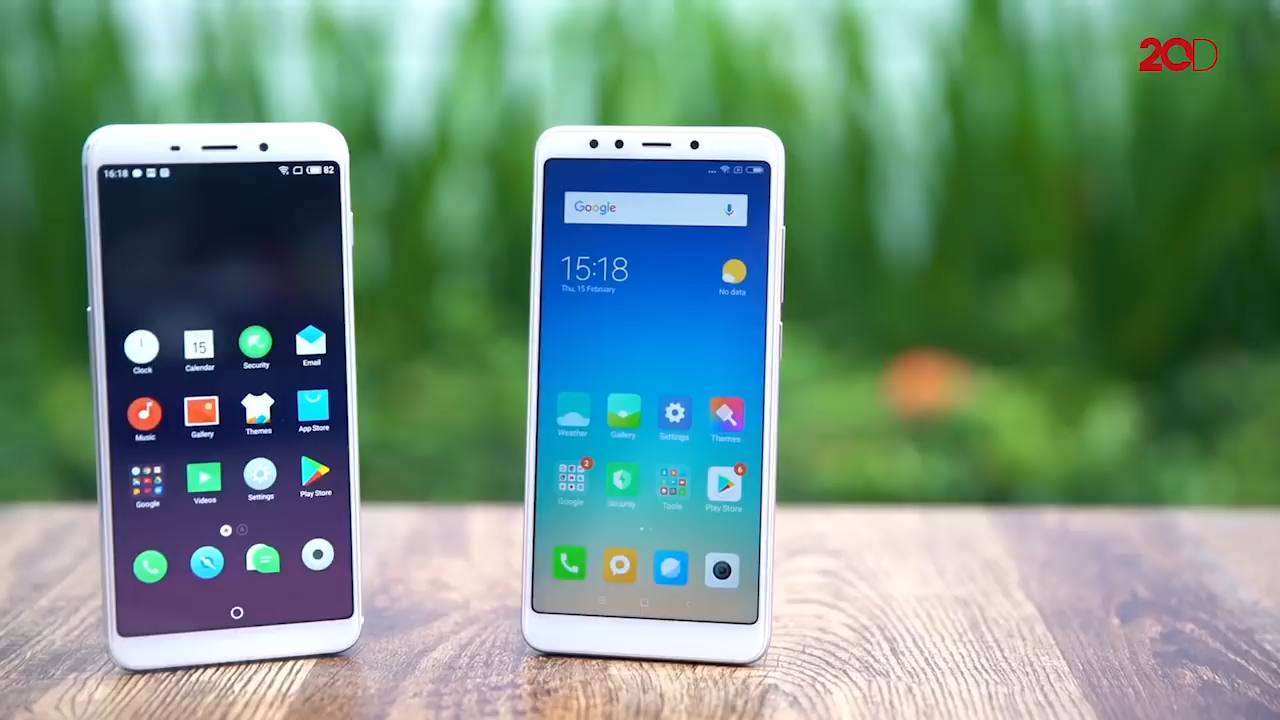 20D
16:18
82
15
Clock
Calendar
Security
Email
Music
Gallery
Themes
App Store
Google
Videos
Settings
Play Store
Google
15:18
Thu, 15 February
No data
Weather
Gallery
Settings
Themes
2
6
Google
Security
Tools
Play Store